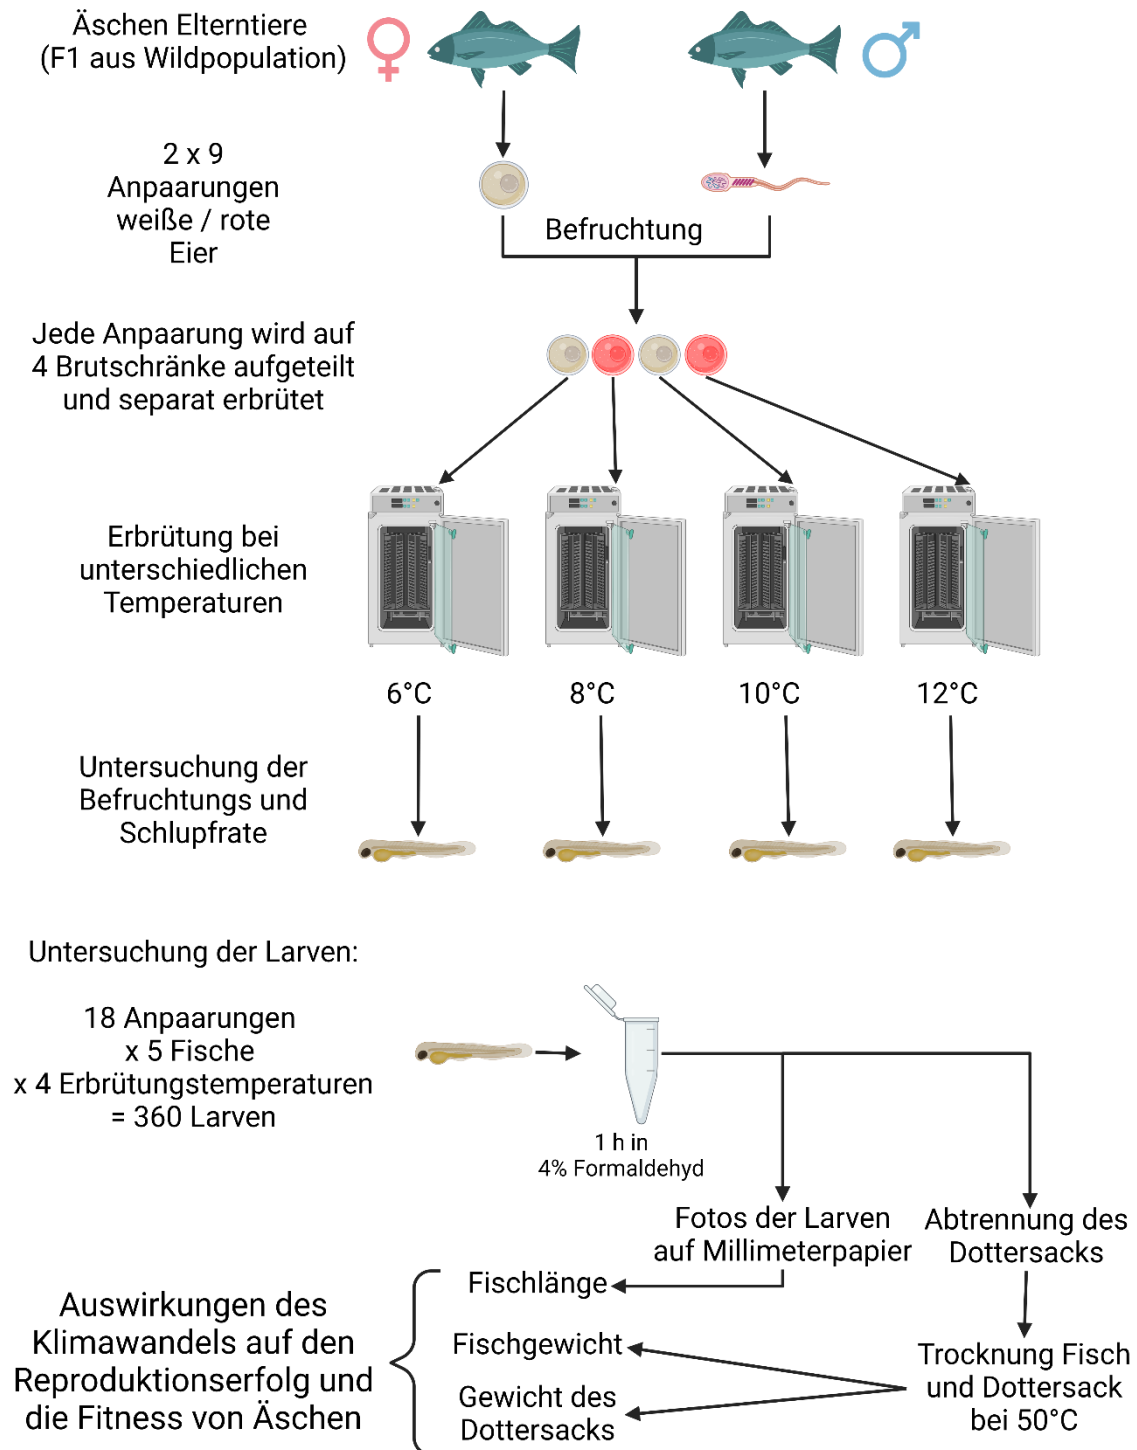 Äschen Elterntiere
(F1 aus Wildpopulation)
2 x 9
Anpaarungen
weiße / rote
Eier
Befruchtung
Jede Anpaarung wird auf
4 Brutschränke aufgeteilt
und separat erbrütet
Erbrütung bei
unterschiedlichen
Temperaturen
6°C
8°C
10°C
12°C
Untersuchung der
Befruchtungs und
Schlupfrate
Untersuchung der Larven:
18 Anpaarungen
x 5 Fische
x 4 Erbrütungstemperaturen
= 360 Larven
1 h in
4% Formaldehyd
Fotos der Larven
auf Millimeterpapier
Abtrennung des
Dottersacks
Fischlänge
Fischgewicht
Gewicht des
Dottersacks
Trocknung Fisch
und Dottersack
bei 50°C
Auswirkungen des
Klimawandels auf den
Reproduktionserfolg und
die Fitness von Äschen